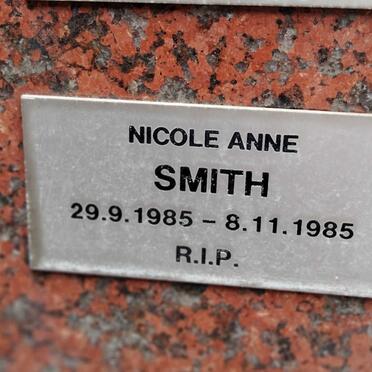 NICOLE ANNE
SMITH
29.9.1985 – 8.11.1985
R.I.P.